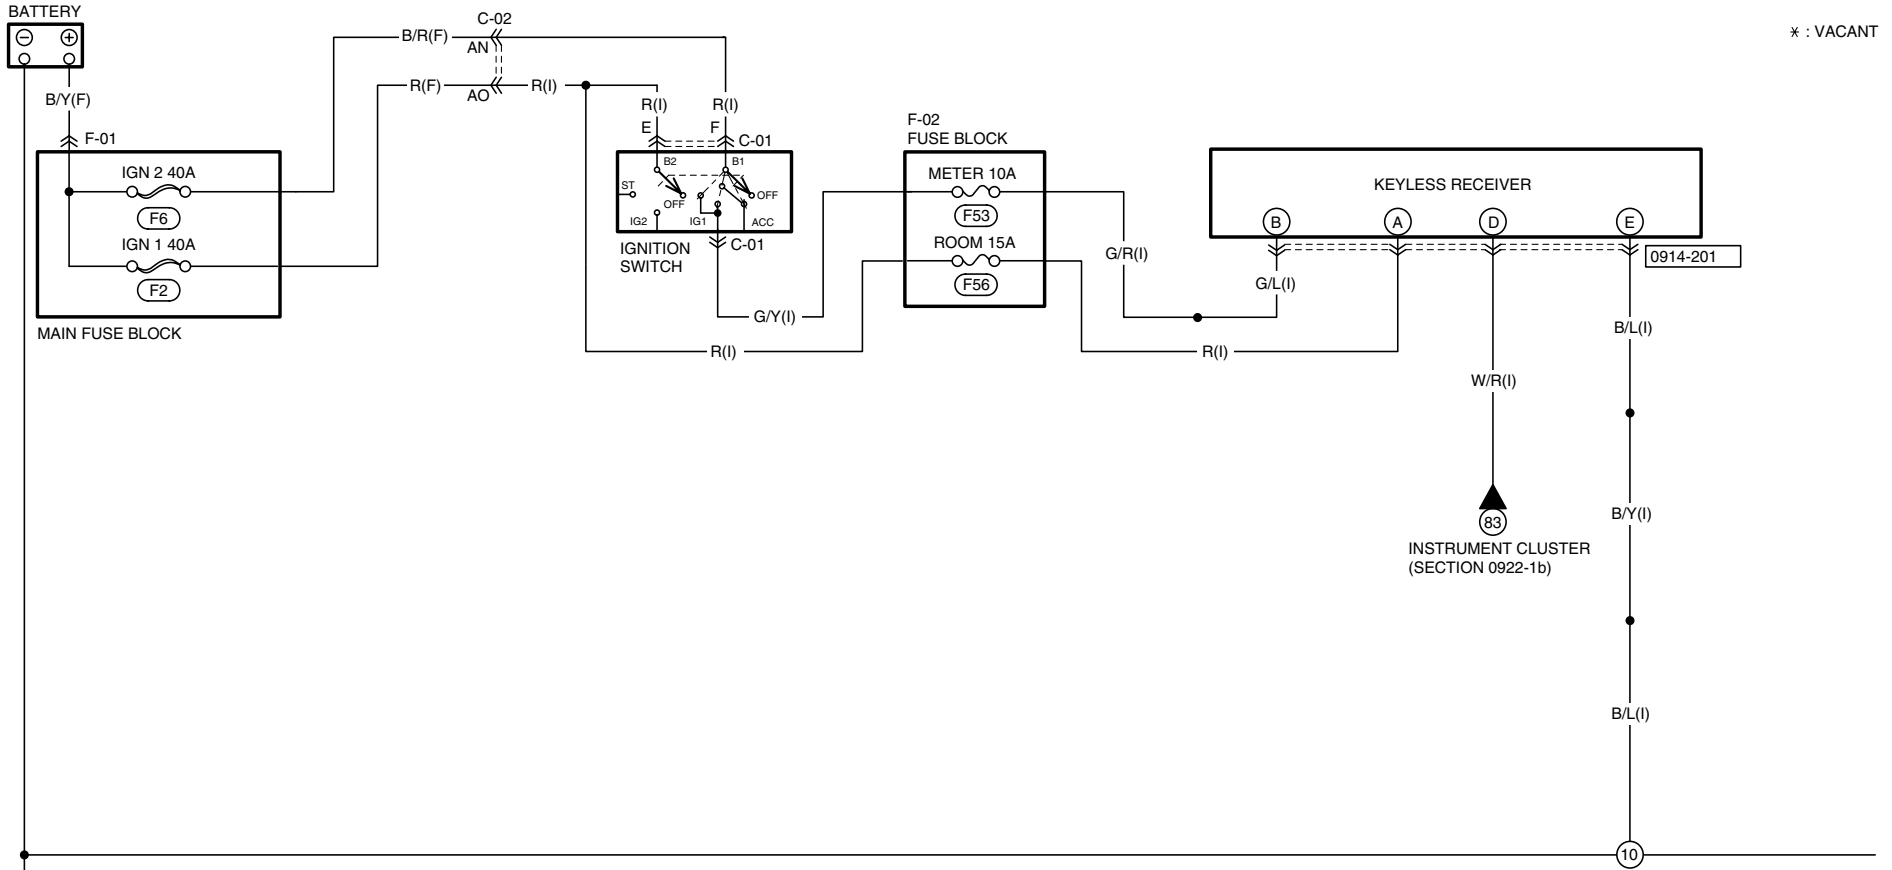 BATTERY
− +
B/Y(F)
F-01
IGN 2 40A
F6
IGN 1 40A
F2
MAIN FUSE BLOCK
C-02
B/R(F)
AN
R(F)
AO
R(I)
R(I)
R(I)
E
F
C-01
B2
B1
ST
OFF
OFF
IG2
IG1
ACC
IGNITION
SWITCH
C-01
G/Y(I)
R(I)
F-02
FUSE BLOCK
METER 10A
F53
ROOM 15A
F56
G/R(I)
R(I)
KEYLESS RECEIVER
B
A
D
E
0914-201
G/L(I)
W/R(I)
83
INSTRUMENT CLUSTER
(SECTION 0922-1b)
B/L(I)
B/Y(I)
B/L(I)
10
* : VACANT